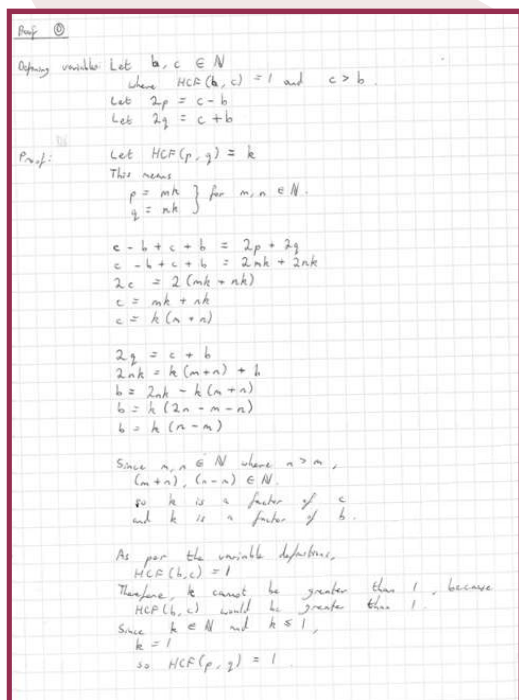 Proof ①
Defining variables Let b, c ∈ ℕ
where HCF(b, c) = 1 and c > b
Let 2p = c - b
Let 2q = c + b
Proof: Let HCF(p, q) = k
This means
p = mk } for m, n ∈ ℕ.
q = nk
c - b + c + b = 2p + 2q
c - b + c + b = 2mk + 2nk
2c = 2(mk + nk)
c = mk + nk
c = k(m + n)
2q = c + b
2nk = k(m+n) + b
b = 2nk - k(m+n)
b = k(2n - m - n)
b = k(n - m)
Since m, n ∈ ℕ where n > m,
(m+n), (n-m) ∈ ℕ.
so k is a factor of c
and k is a factor of b.
As per the variable definitions,
HCF(b, c) = 1
Therefore, k cannot be greater than 1, because
HCF(b, c) would be greater than 1.
Since k ∈ ℕ and k ≤ 1,
k = 1
so HCF(p, q) = 1.